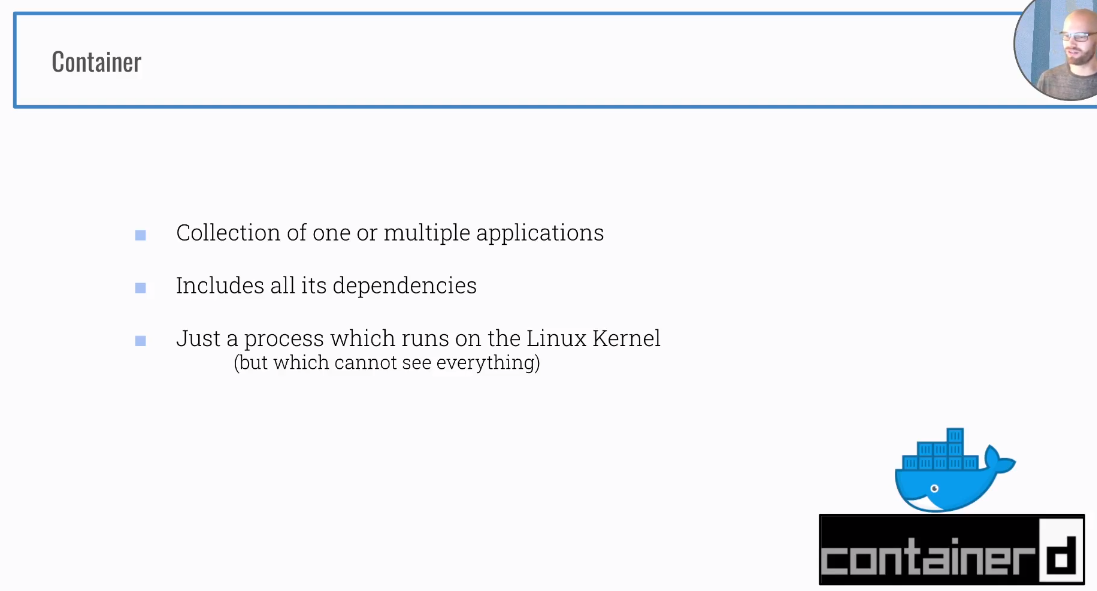 Container
Collection of one or multiple applications
Includes all its dependencies
Just a process which runs on the Linux Kernel
(but which cannot see everything)
containerd